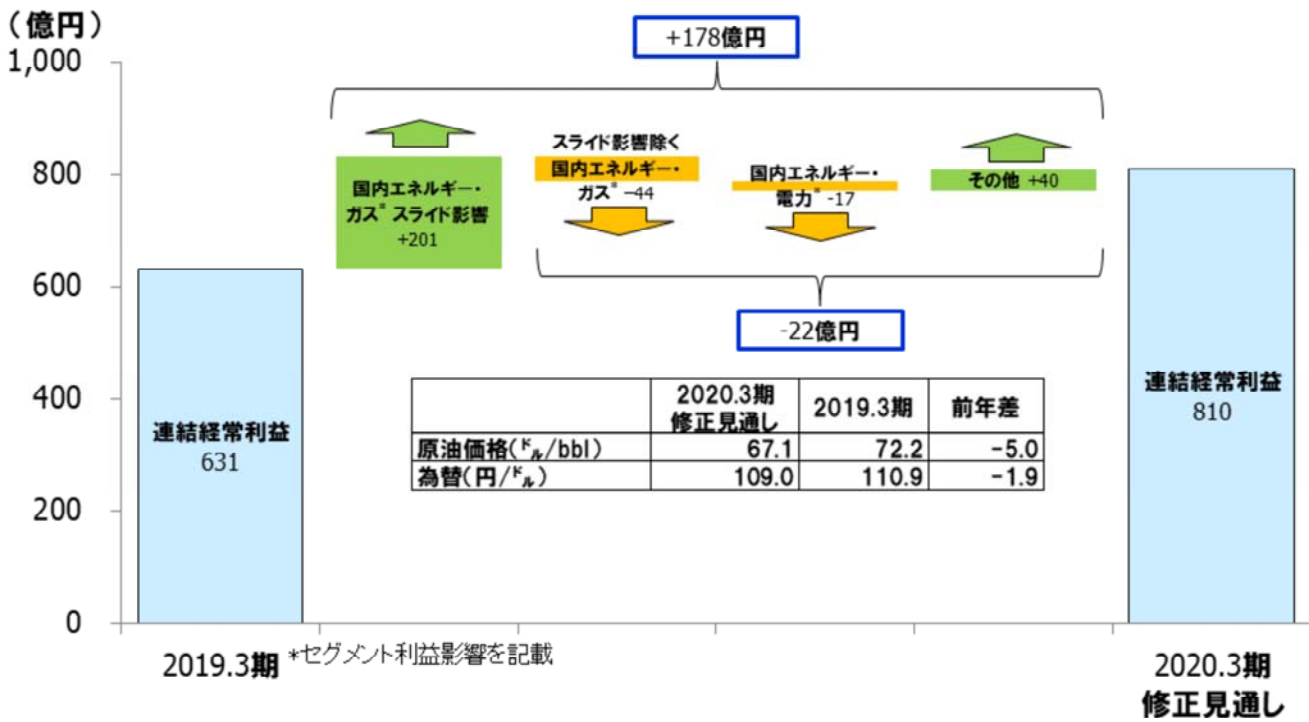 (億円)
1,000
800
600
400
200
0
+178億円
国内エネルギー・
ガス※ スライド影響
+201
スライド影響除く
国内エネルギー・
ガス※ −44
国内エネルギー・
電力※ -17
その他 +40
-22億円
連結経常利益
631
連結経常利益
810
2020.3期
修正見通し 2019.3期 前年差
原油価格(㌦/bbl) 67.1 72.2 −5.0
為替(円/㌦) 109.0 110.9 −1.9
2019.3期
*セグメント利益影響を記載
2020.3期
修正見通し